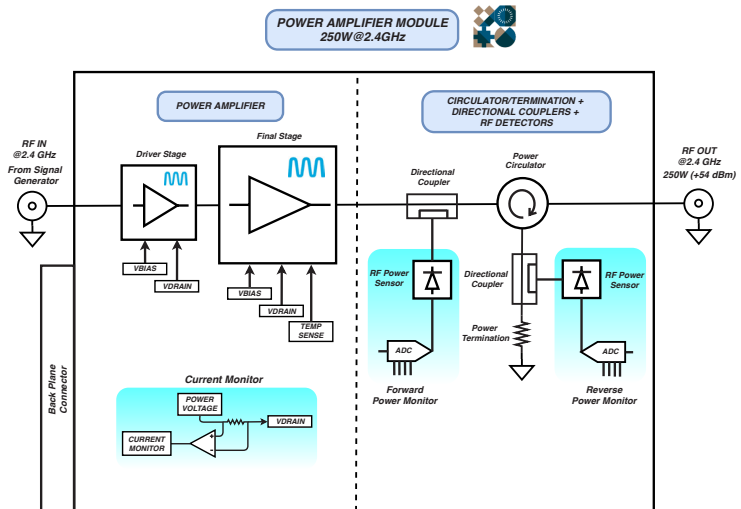 POWER AMPLIFIER MODULE
250W@2.4GHz
POWER AMPLIFIER
CIRCULATOR/TERMINATION +
DIRECTIONAL COUPLERS +
RF DETECTORS
RF IN
@2.4 GHz
From Signal
Generator
Driver Stage
Final Stage
VBIAS
VDRAIN
VBIAS
VDRAIN
TEMP
SENSE
Directional
Coupler
Power
Circulator
RF OUT
@2.4 GHz
250W (+54 dBm)
RF Power
Sensor
Directional
Coupler
RF Power
Sensor
Power
Termination
ADC
ADC
Forward
Power Monitor
Reverse
Power Monitor
Back Plane
Connector
Current Monitor
POWER
VOLTAGE
VDRAIN
CURRENT
MONITOR
+
-